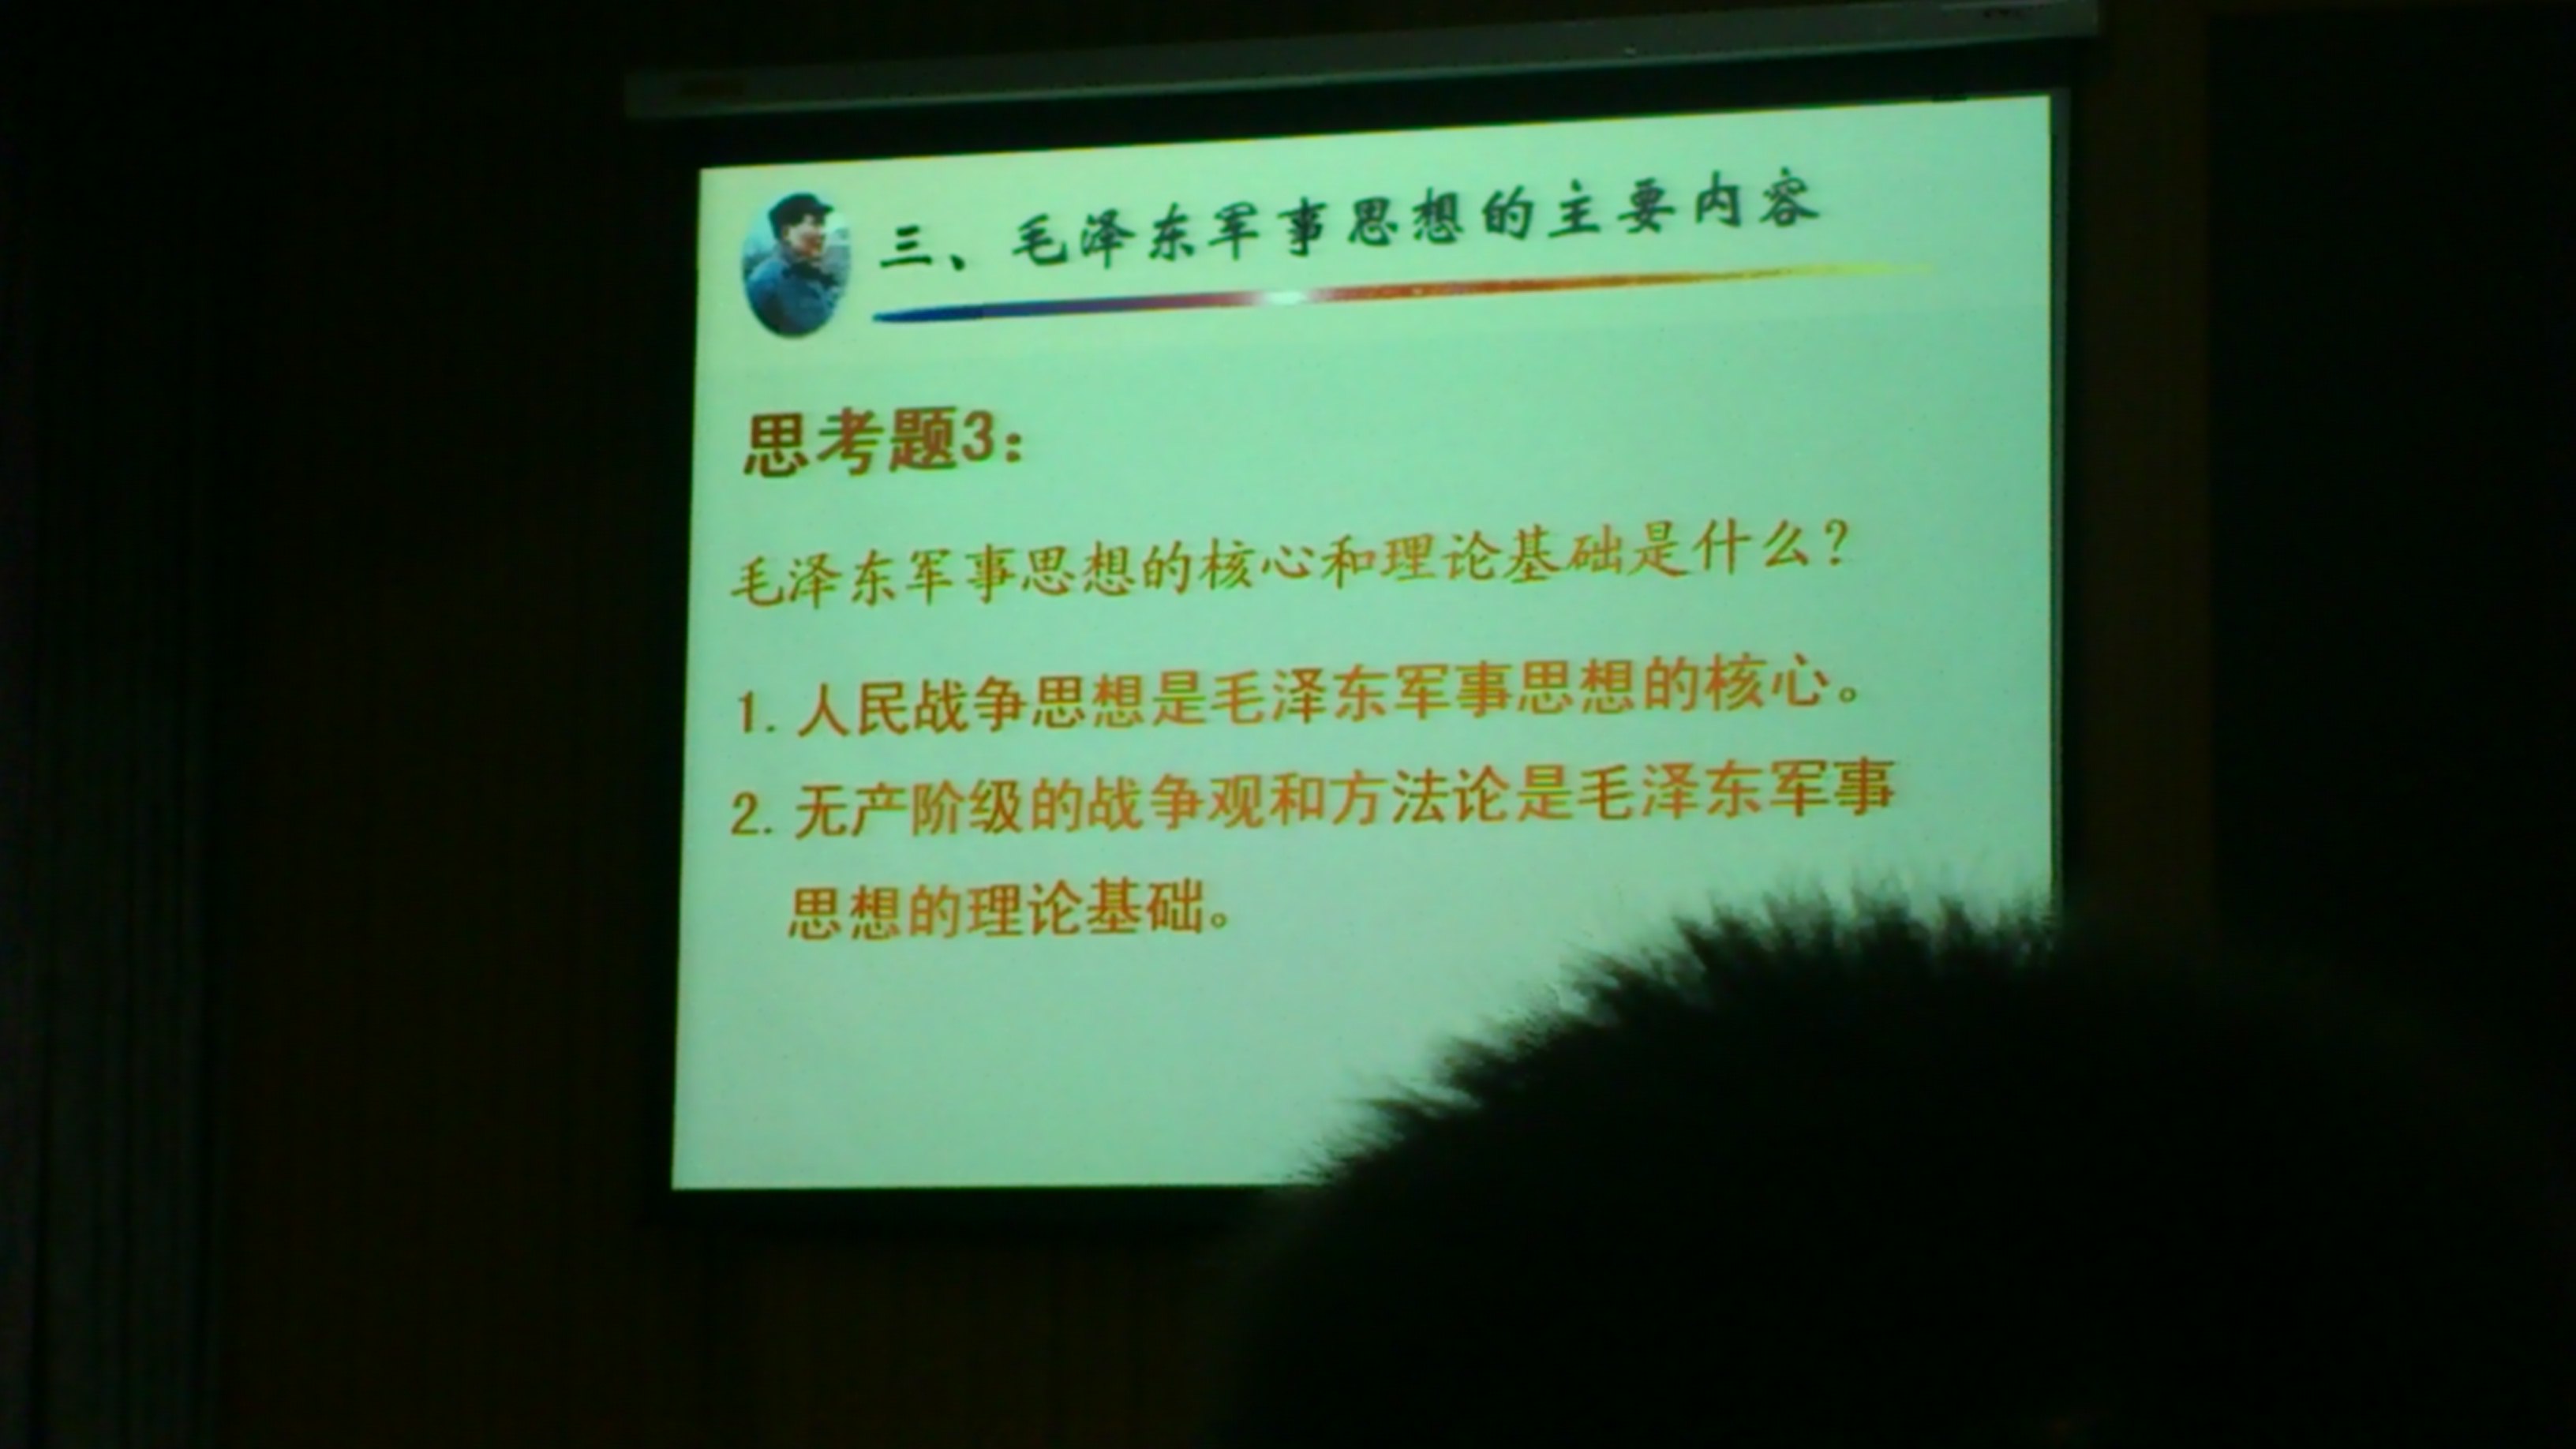 三、毛泽东军事思想的主要内容
思考题3：
毛泽东军事思想的核心和理论基础是什么？
1. 人民战争思想是毛泽东军事思想的核心。
2. 无产阶级的战争观和方法论是毛泽东军事
思想的理论基础。